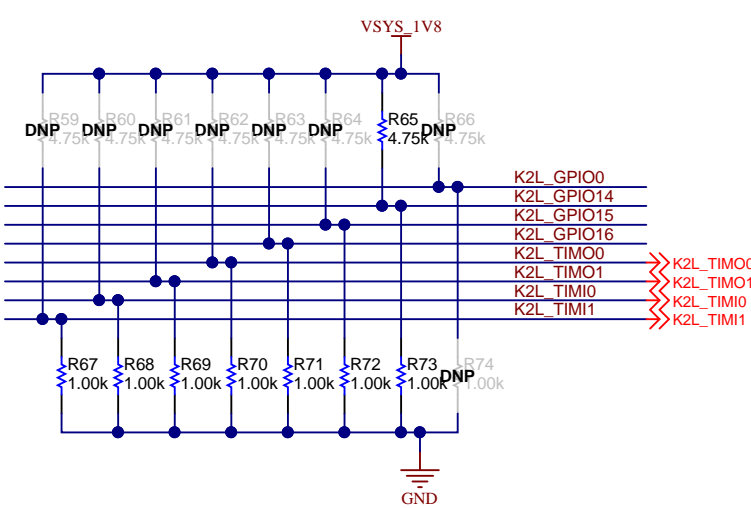 VSYS_1V8
R59 R60 R61 R62 R63 R64 R65 R66
DNP DNP DNP DNP DNP DNP DNP
4.75k 4.75k 4.75k 4.75k 4.75k 4.75k 4.75k 4.75k
K2L_GPIO0
K2L_GPIO14
K2L_GPIO15
K2L_GPIO16
K2L_TIMO0 K2L_TIMO0
K2L_TIMO1 K2L_TIMO1
K2L_TIMI0 K2L_TIMI0
K2L_TIMI1 K2L_TIMI1
R67 R68 R69 R70 R71 R72 R73 R74
DNP
1.00k 1.00k 1.00k 1.00k 1.00k 1.00k 1.00k 1.00k
GND